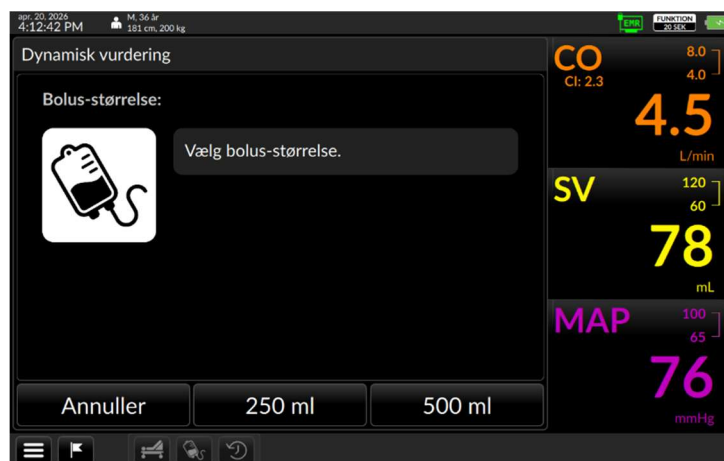 apr. 20, 2026
4:12:42 PM
M, 36 år
181 cm, 200 kg
EMR
FUNKTION
20 SEK
Dynamisk vurdering
Bolus-størrelse:
Vælg bolus-størrelse.
Annuller
250 ml
500 ml
CO
CI: 2.3
8.0
4.0
4.5
L/min
SV
120
60
78
mL
MAP
100
65
76
mmHg